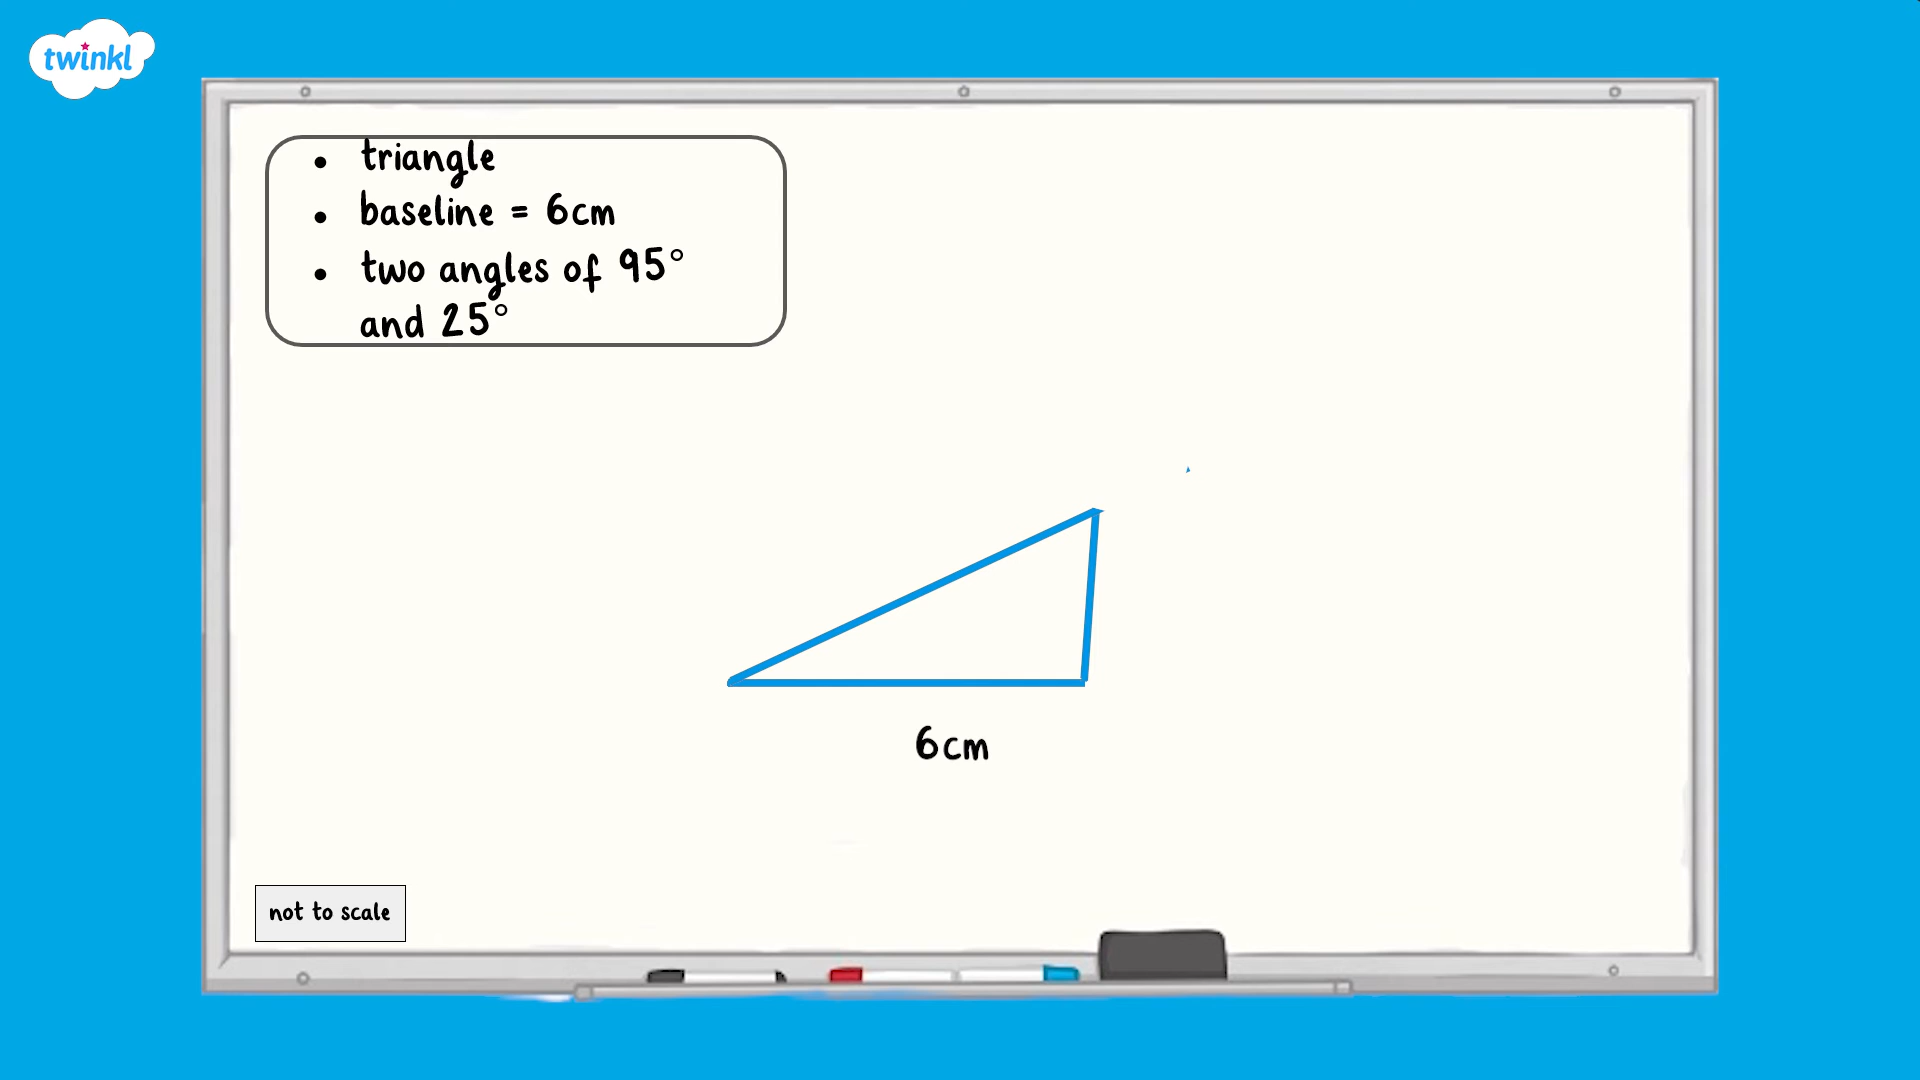 twinkl
• triangle
• baseline = 6cm
• two angles of 95°
and 25°
6cm
not to scale